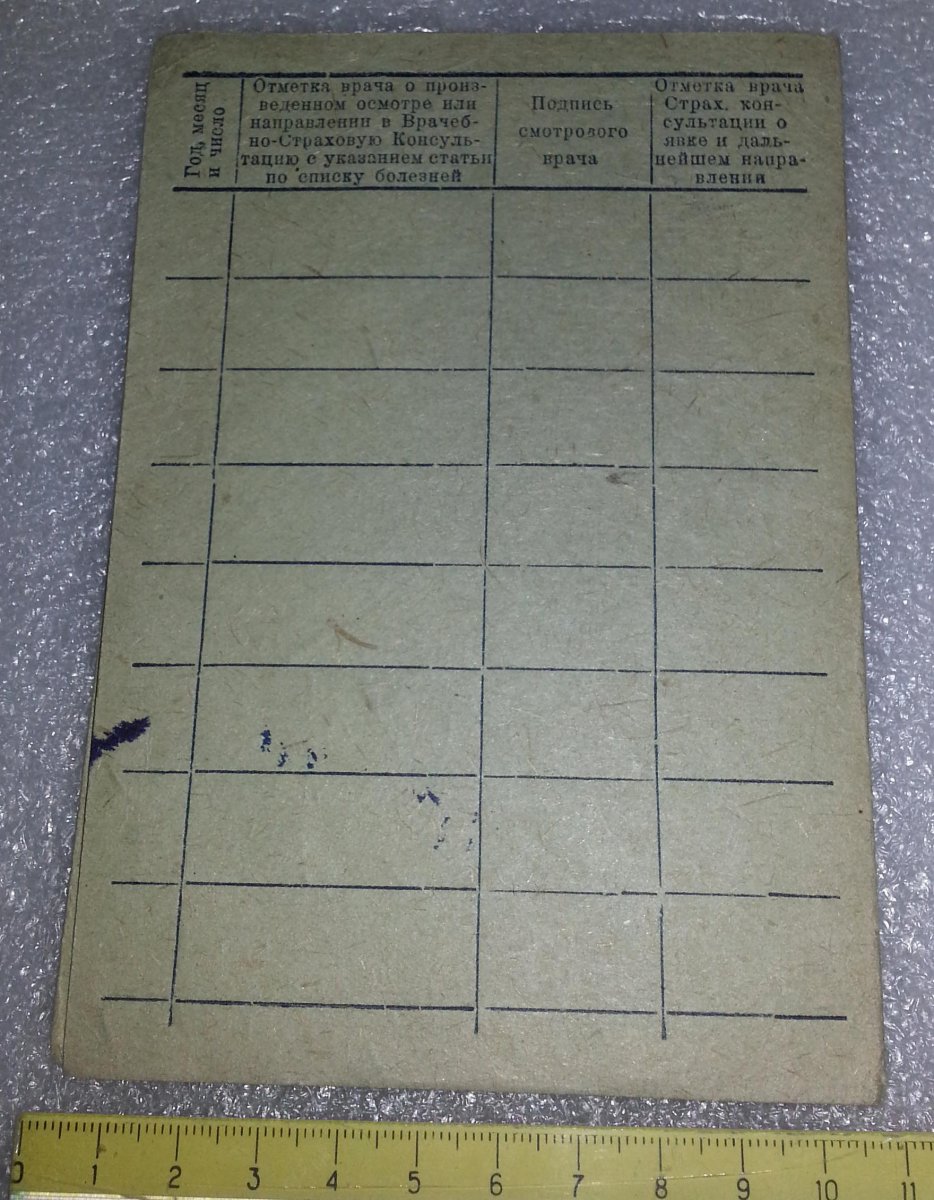 Год, месяц
и число
Отметка врача о произ-
веденном осмотре или
направлении в Врачеб-
но-Страховую Консуль-
тацию с указанием статьи
по списку болезней
Подпись
смотрового
врача
Отметка врача
Страх. кон-
сультации о
явке и даль-
нейшем напра-
влении
0 1 2 3 4 5 6 7 8 9 10 11